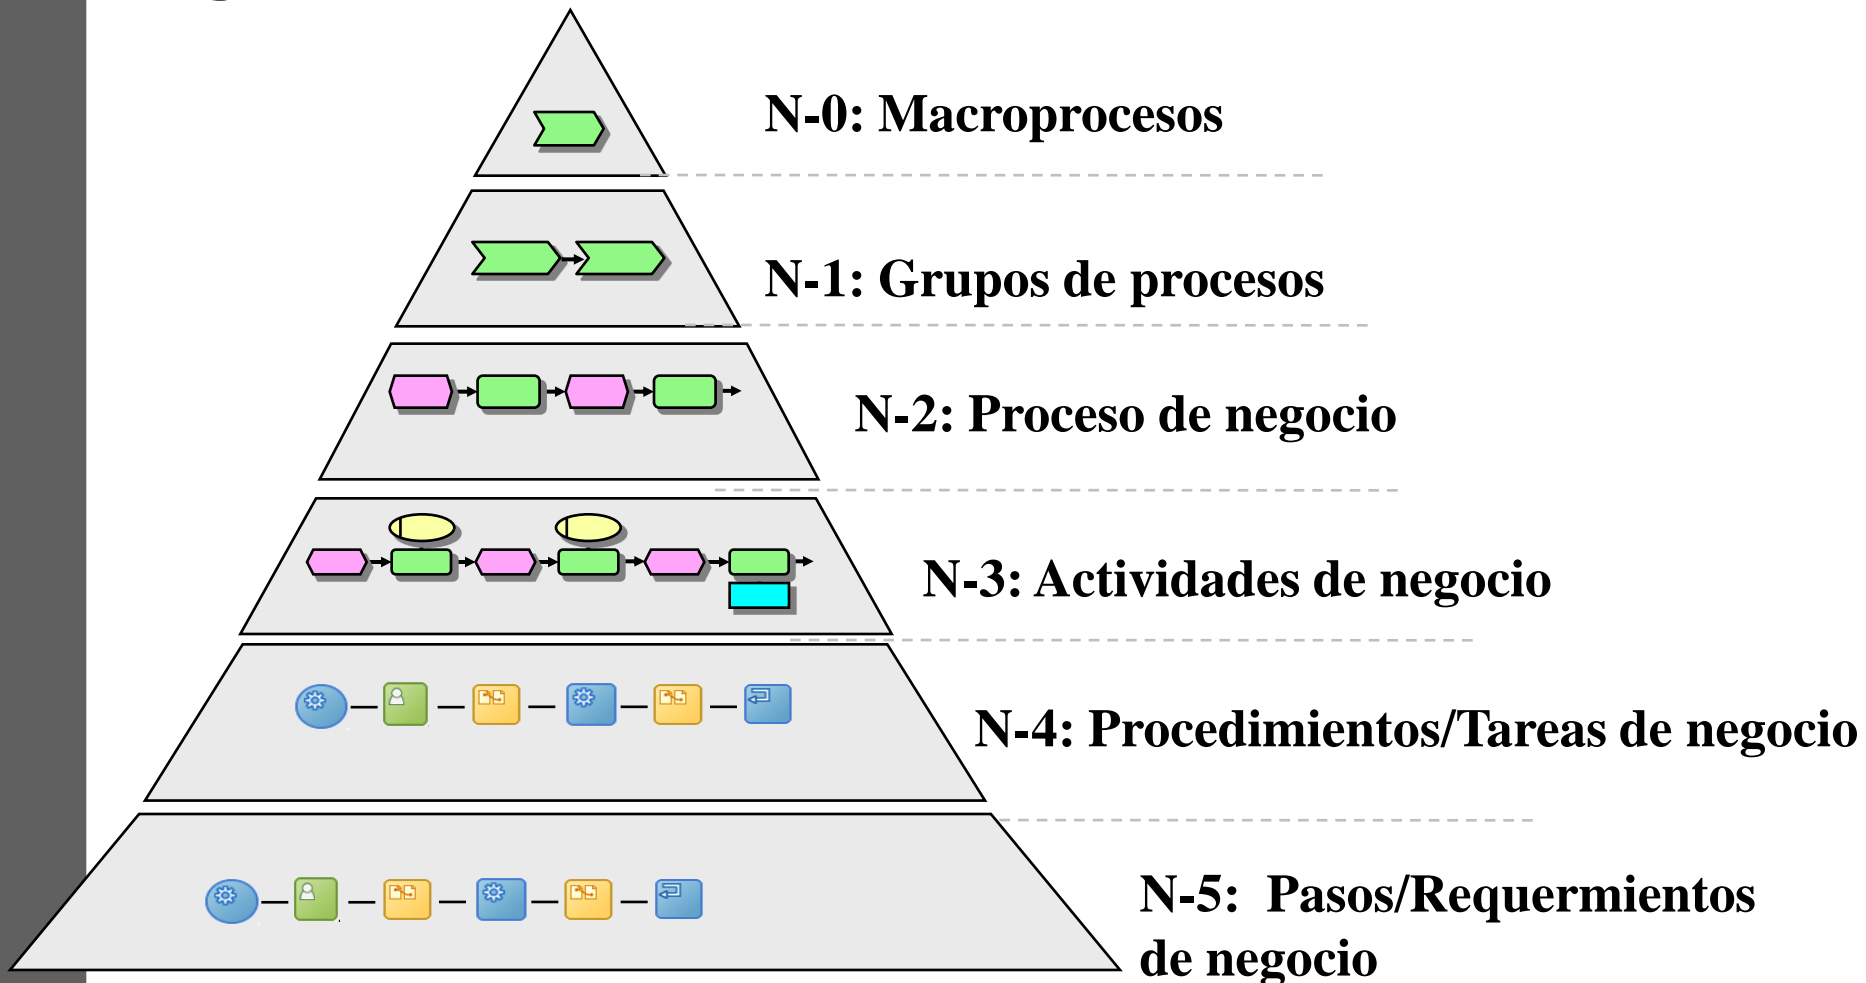 N-0: Macroprocesos
N-1: Grupos de procesos
N-2: Proceso de negocio
N-3: Actividades de negocio
N-4: Procedimientos/Tareas de negocio
N-5: Pasos/Requermientos
de negocio